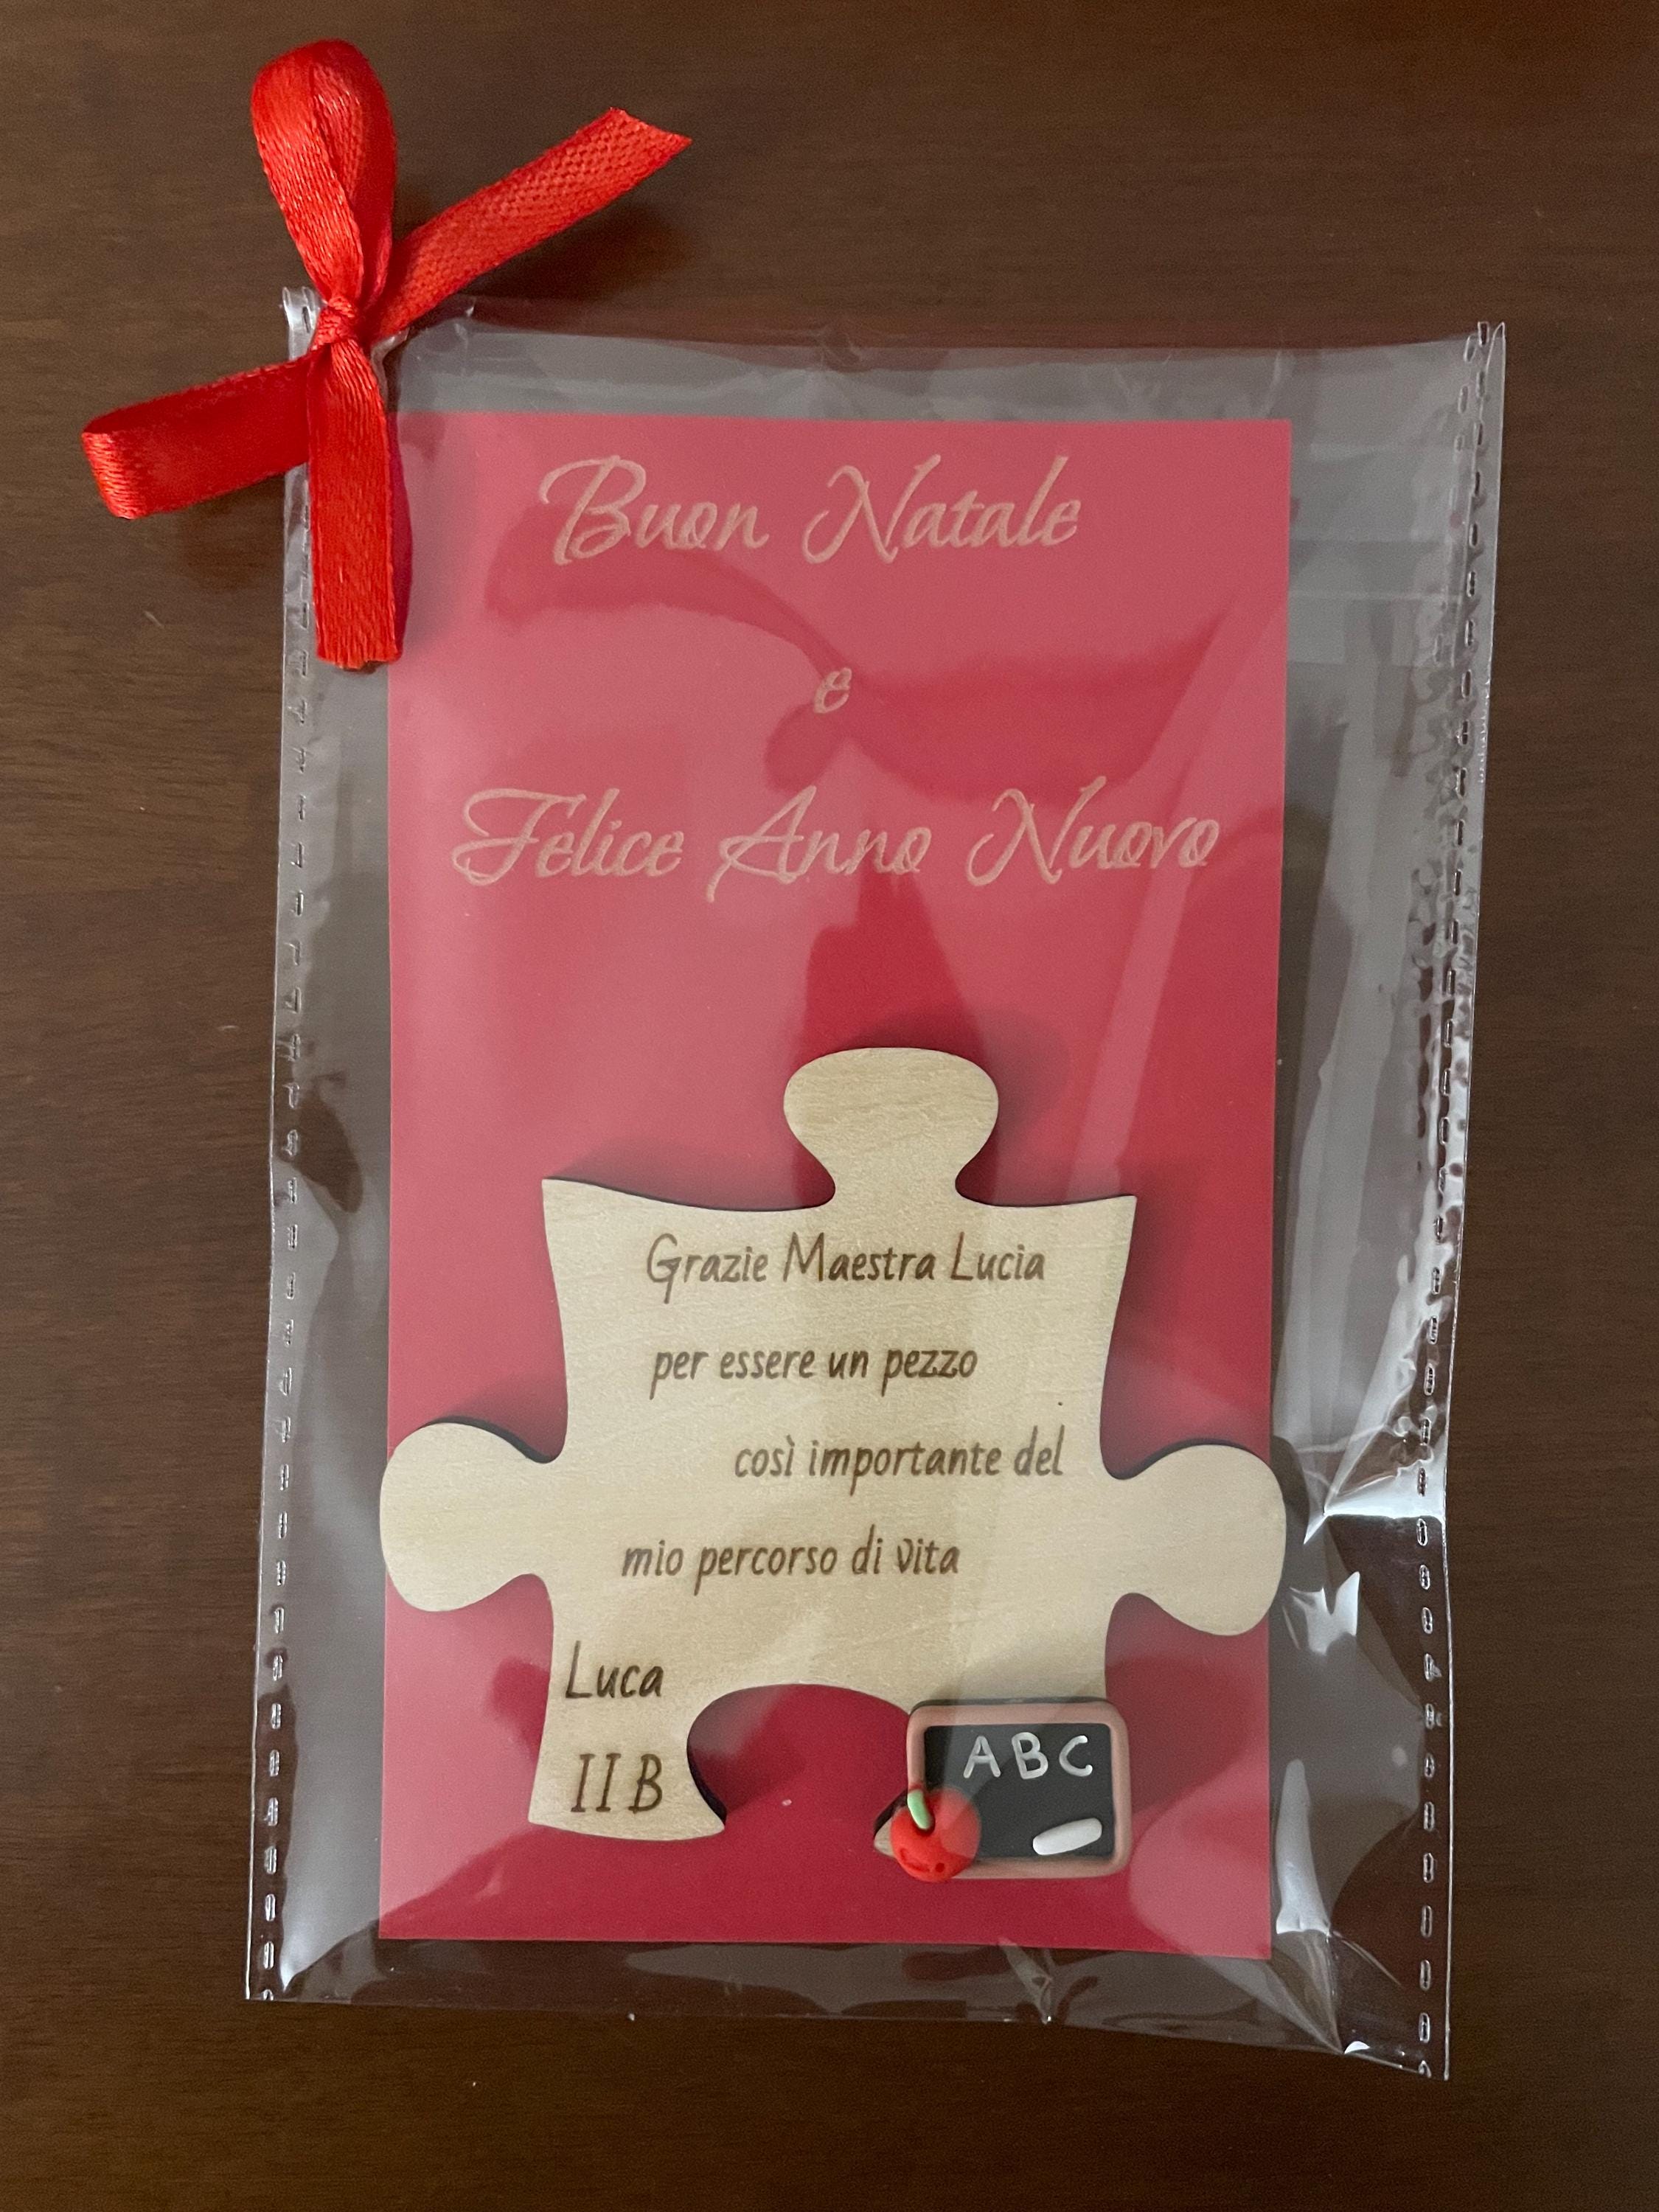 Buon Natale
e
Felice Anno Nuovo
Grazie Maestra Lucia
per essere un pezzo
così importante del
mio percorso di vita
Luca
II B
ABC